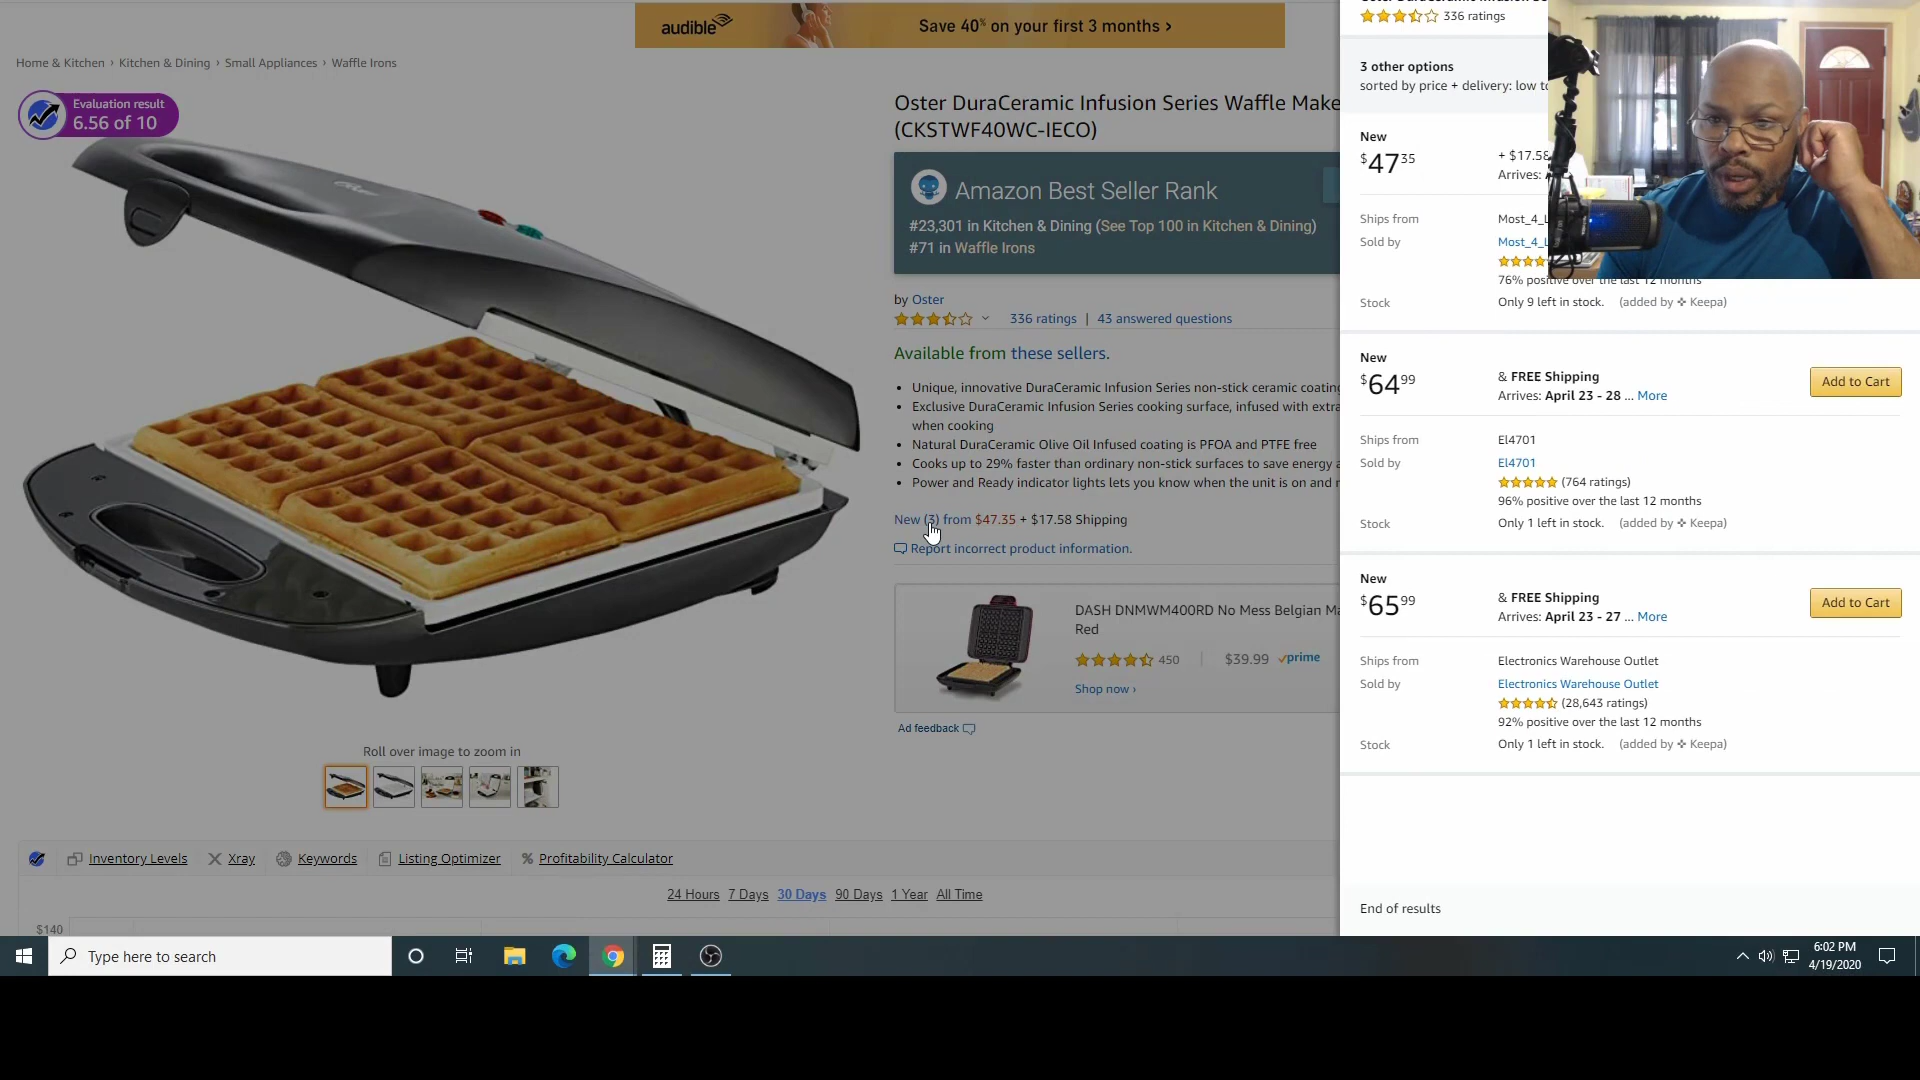 audible
Save 40% on your first 3 months ›
Home & Kitchen › Kitchen & Dining › Small Appliances › Waffle Irons
Evaluation result
6.56 of 10
Oster DuraCeramic Infusion Series Waffle Make
(CKSTWF40WC-IECO)
Amazon Best Seller Rank
#23,301 in Kitchen & Dining (See Top 100 in Kitchen & Dining)
#71 in Waffle Irons
by Oster
336 ratings | 43 answered questions
Available from these sellers.
• Unique, innovative DuraCeramic Infusion Series non-stick ceramic coating
• Exclusive DuraCeramic Infusion Series cooking surface, infused with extra
when cooking
• Natural DuraCeramic Olive Oil Infused coating is PFOA and PTFE free
• Cooks up to 29% faster than ordinary non-stick surfaces to save energy a
• Power and Ready indicator lights lets you know when the unit is on and r
New (3) from $47.35 + $17.58 Shipping
Report incorrect product information.
DASH DNMWM400RD No Mess Belgian Ma
Red
450 | $39.99 prime
Shop now ›
Ad feedback
Roll over image to zoom in
Inventory Levels Xray Keywords Listing Optimizer % Profitability Calculator
24 Hours 7 Days 30 Days 90 Days 1 Year All Time
$140
336 ratings
3 other options
sorted by price + delivery: low to
New
$47 35 + $17.58
Arrives:
Ships from Most_4_L
Sold by Most_4_L
76% positive over the last 12 months
Stock Only 9 left in stock. (added by Keepa)
New
$64 99 & FREE Shipping Add to Cart
Arrives: April 23 - 28 ... More
Ships from El4701
Sold by El4701
(764 ratings)
96% positive over the last 12 months
Stock Only 1 left in stock. (added by Keepa)
New
$65 99 & FREE Shipping Add to Cart
Arrives: April 23 - 27 ... More
Ships from Electronics Warehouse Outlet
Sold by Electronics Warehouse Outlet
(28,643 ratings)
92% positive over the last 12 months
Stock Only 1 left in stock. (added by Keepa)
End of results
Type here to search
6:02 PM
4/19/2020